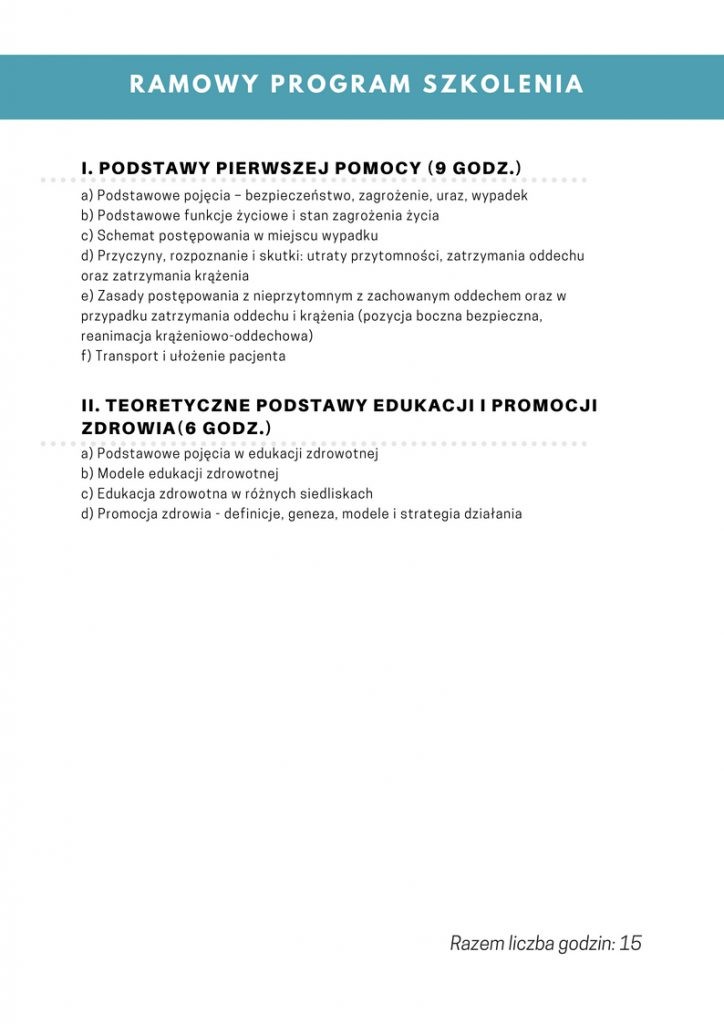 RAMOWY PROGRAM SZKOLENIA
I. PODSTAWY PIERWSZEJ POMOCY (9 GODZ.)
a) Podstawowe pojęcia – bezpieczeństwo, zagrożenie, uraz, wypadek
b) Podstawowe funkcje życiowe i stan zagrożenia życia
c) Schemat postępowania w miejscu wypadku
d) Przyczyny, rozpoznanie i skutki: utraty przytomności, zatrzymania oddechu
oraz zatrzymania krążenia
e) Zasady postępowania z nieprzytomnym z zachowanym oddechem oraz w
przypadku zatrzymania oddechu i krążenia (pozycja boczna bezpieczna,
reanimacja krążeniowo-oddechowa)
f) Transport i ułożenie pacjenta
II. TEORETYCZNE PODSTAWY EDUKACJI I PROMOCJI
ZDROWIA(6 GODZ.)
a) Podstawowe pojęcia w edukacji zdrowotnej
b) Modele edukacji zdrowotnej
c) Edukacja zdrowotna w różnych siedliskach
d) Promocja zdrowia - definicje, geneza, modele i strategia działania
Razem liczba godzin: 15